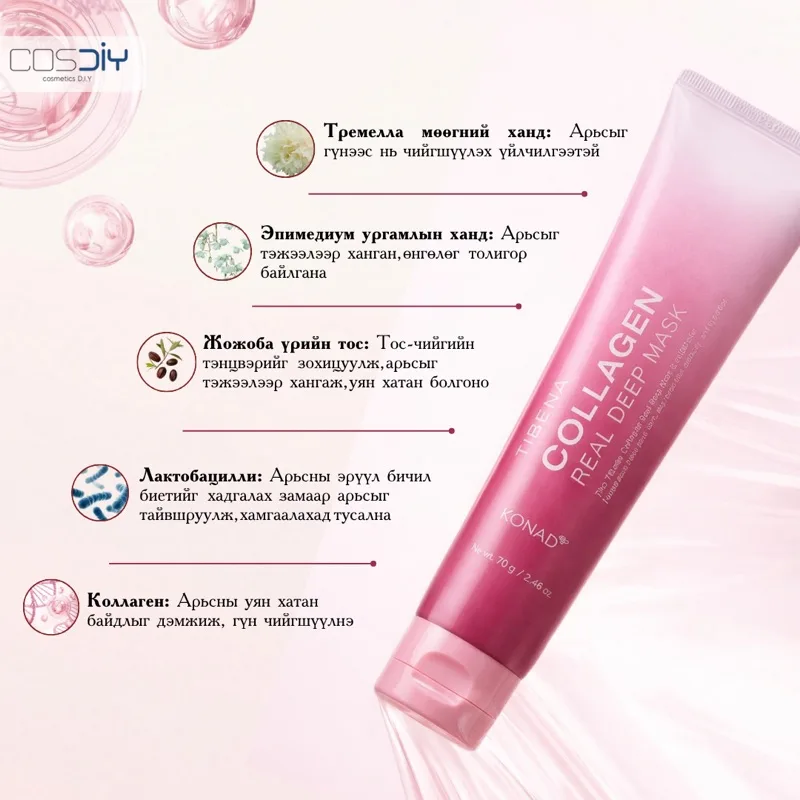 COSDIY
cosmetics D.I.Y
Тремелла мөөгний ханд: Арьсыг
гүнээс нь чийгшүүлэх үйлчилгээтэй
Эпимедиум ургамлын ханд: Арьсыг
тэжээлээр ханган,өнгөлөг толигор
байлгана
Жожоба үрийн тос: Тос-чийгийн
тэнцвэрийг зохицуулж,арьсыг
тэжээлээр хангаж,уян хатан болгоно
Лактобацилли: Арьсны эрүүл бичил
биетийг хадгалах замаар арьсыг
тайвшруулж,хамгаалахад тусална
Коллаген: Арьсны уян хатан
байдлыг дэмжиж, гүн чийгшүүлнэ
TIBENA
COLLAGEN
REAL DEEP MASK
KONAD
Net wt. 70 g / 2.46 oz.